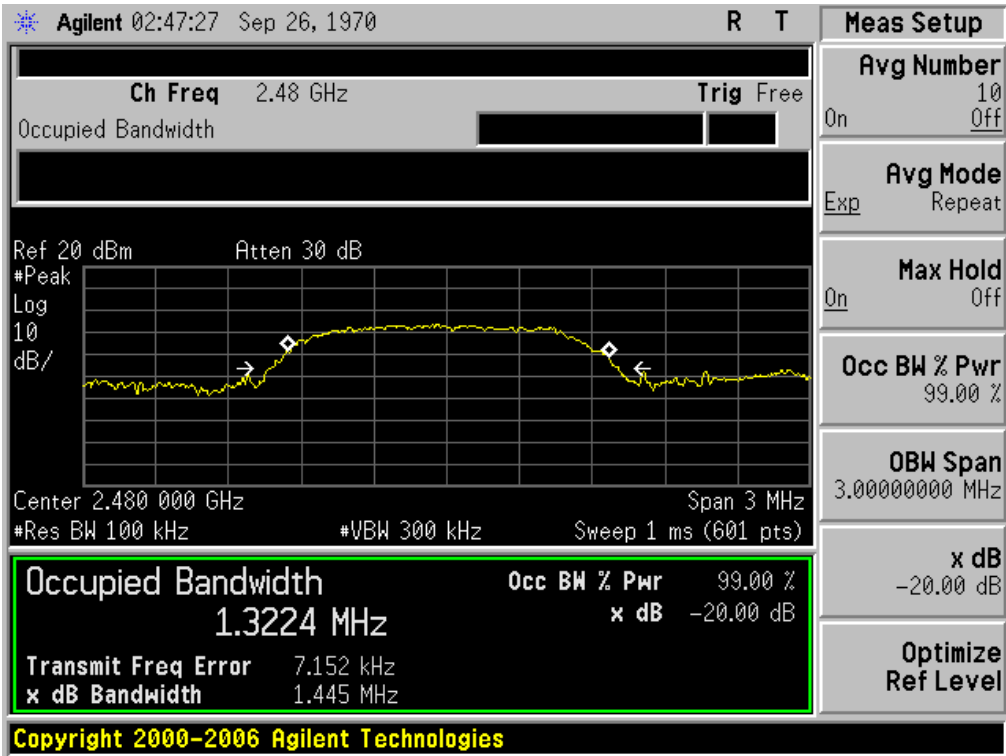 Agilent 02:47:27 Sep 26, 1970 R T
Ch Freq 2.48 GHz Trig Free
Occupied Bandwidth
Ref 20 dBm Atten 30 dB
#Peak
Log
10
dB/
Center 2.480 000 GHz Span 3 MHz
#Res BW 100 kHz #VBW 300 kHz Sweep 1 ms (601 pts)
Occupied Bandwidth Occ BW % Pwr 99.00 %
1.3224 MHz x dB -20.00 dB
Transmit Freq Error 7.152 kHz
x dB Bandwidth 1.445 MHz
Copyright 2000-2006 Agilent Technologies
Meas Setup
Avg Number
10
On Off
Avg Mode
Exp Repeat
Max Hold
On Off
Occ BW % Pwr
99.00 %
OBW Span
3.00000000 MHz
x dB
-20.00 dB
Optimize
Ref Level